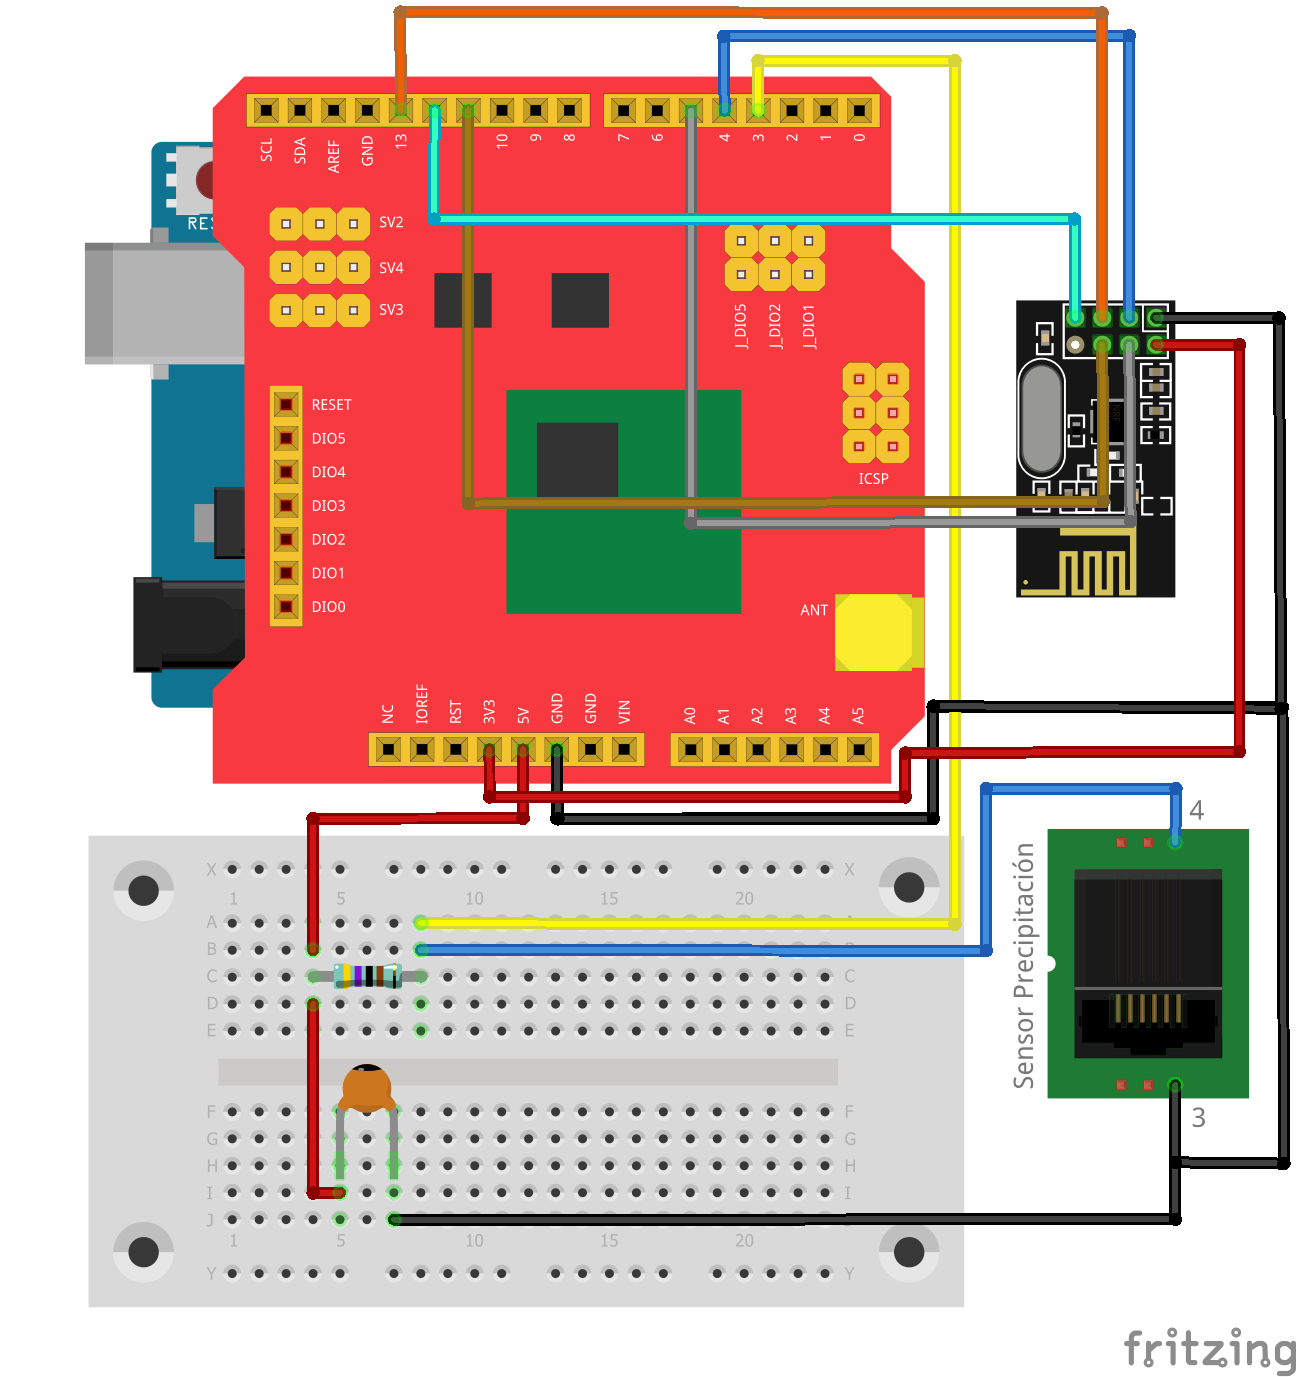 SCL SDA AREF GND 13 10 9 8 7 6 4 3 2 1 0
RES
SV2
SV4
SV3
J_DIO5 J_DIO2 J_DIO1
RESET
DIO5
DIO4
DIO3
DIO2
DIO1
DIO0
ICSP
ANT
NC IOREF RST 3V3 5V GND GND VIN A0 A1 A2 A3 A4 A5
4
Sensor Precipitación
3
X X
1 5 10 15 20
A
B
C C
D D
E E
F F
G G
H H
I I
J
1 5 10 15 20
Y Y
fritzing